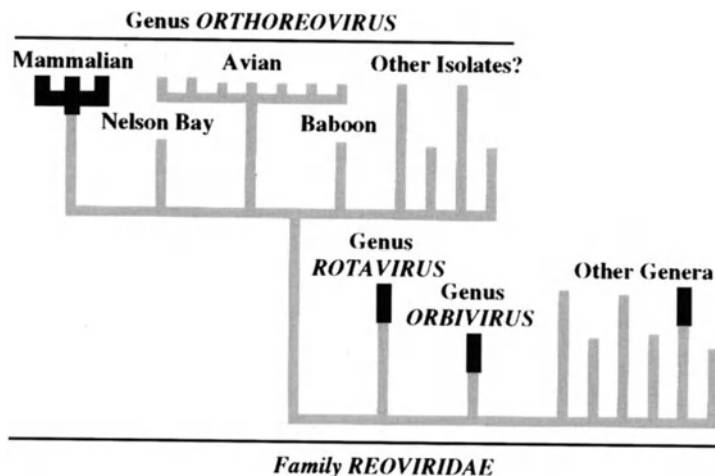 Genus ORTHOREOVIRUS
Mammalian
Avian
Other Isolates?
Nelson Bay
Baboon
Genus
ROTAVIRUS
Genus
ORBIVIRUS
Other Genera
Family REOVIRIDAE